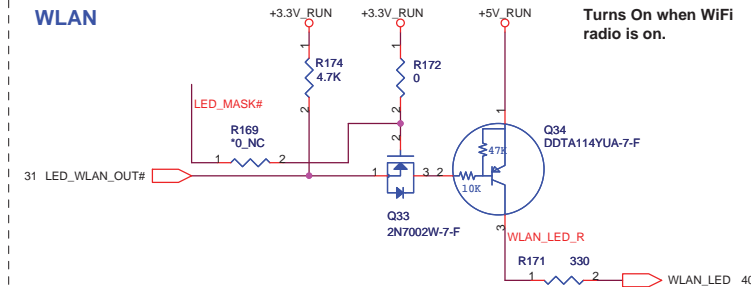 WLAN
+3.3V_RUN
+3.3V_RUN
+5V_RUN
Turns On when WiFi
radio is on.
1
R174
4.7K
2
1
R172
0
2
LED_MASK#
R169
*0_NC
1
2
31 LED_WLAN_OUT#
1
3
2
Q33
2N7002W-7-F
1
Q34
DDTA114YUA-7-F
47K
10K
3
WLAN_LED_R
R171 330
1
2
WLAN_LED 40